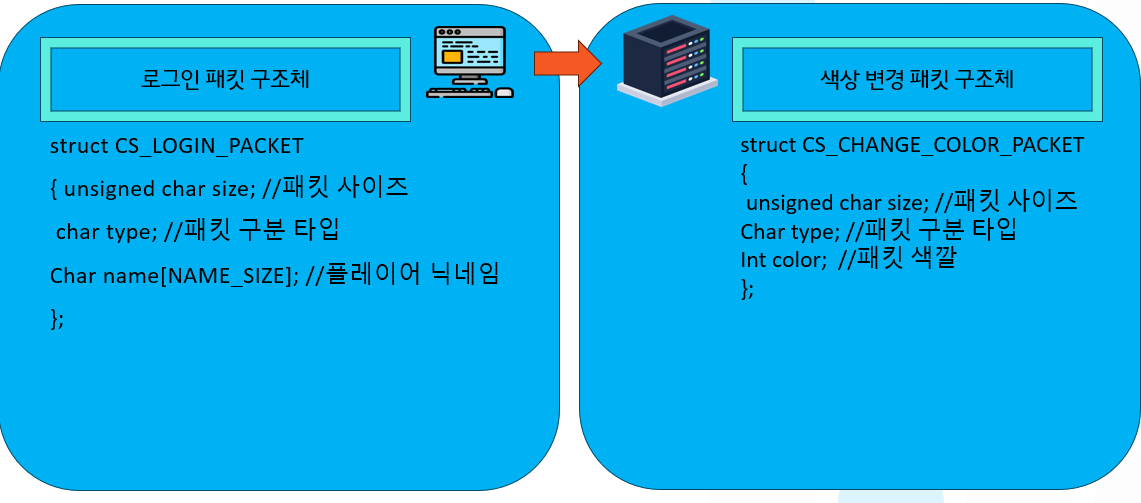 로그인 패킷 구조체
struct CS_LOGIN_PACKET
{ unsigned char size; //패킷 사이즈
char type; //패킷 구분 타입
Char name[NAME_SIZE]; //플레이어 닉네임
};
색상 변경 패킷 구조체
struct CS_CHANGE_COLOR_PACKET
{
unsigned char size; //패킷 사이즈
Char type; //패킷 구분 타입
Int color; //패킷 색깔
};